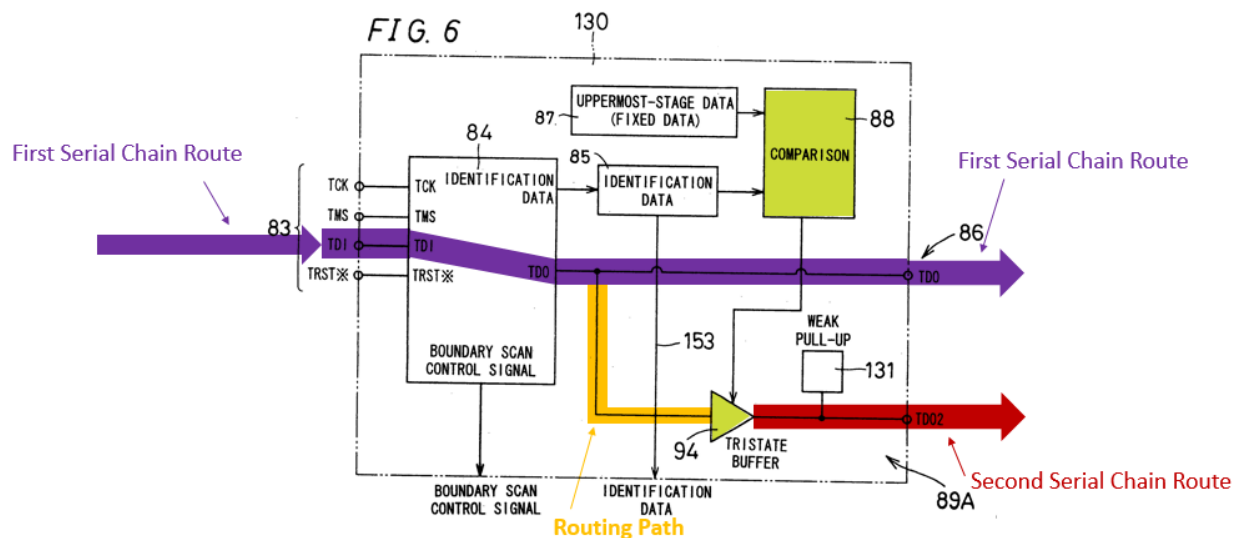 FIG. 6
130
UPPERMOST-STAGE DATA
(FIXED DATA)
87
88
COMPARISON
First Serial Chain Route
84
IDENTIFICATION
DATA
85
IDENTIFICATION
DATA
First Serial Chain Route
83
TCK
TCK
TMS
TMS
TDI
TDI
TRST※
TRST※
TDO
86
TDO
BOUNDARY SCAN
CONTROL SIGNAL
153
WEAK
PULL-UP
131
94
TRISTATE
BUFFER
TDO2
89A
Second Serial Chain Route
BOUNDARY SCAN
CONTROL SIGNAL
IDENTIFICATION
DATA
Routing Path